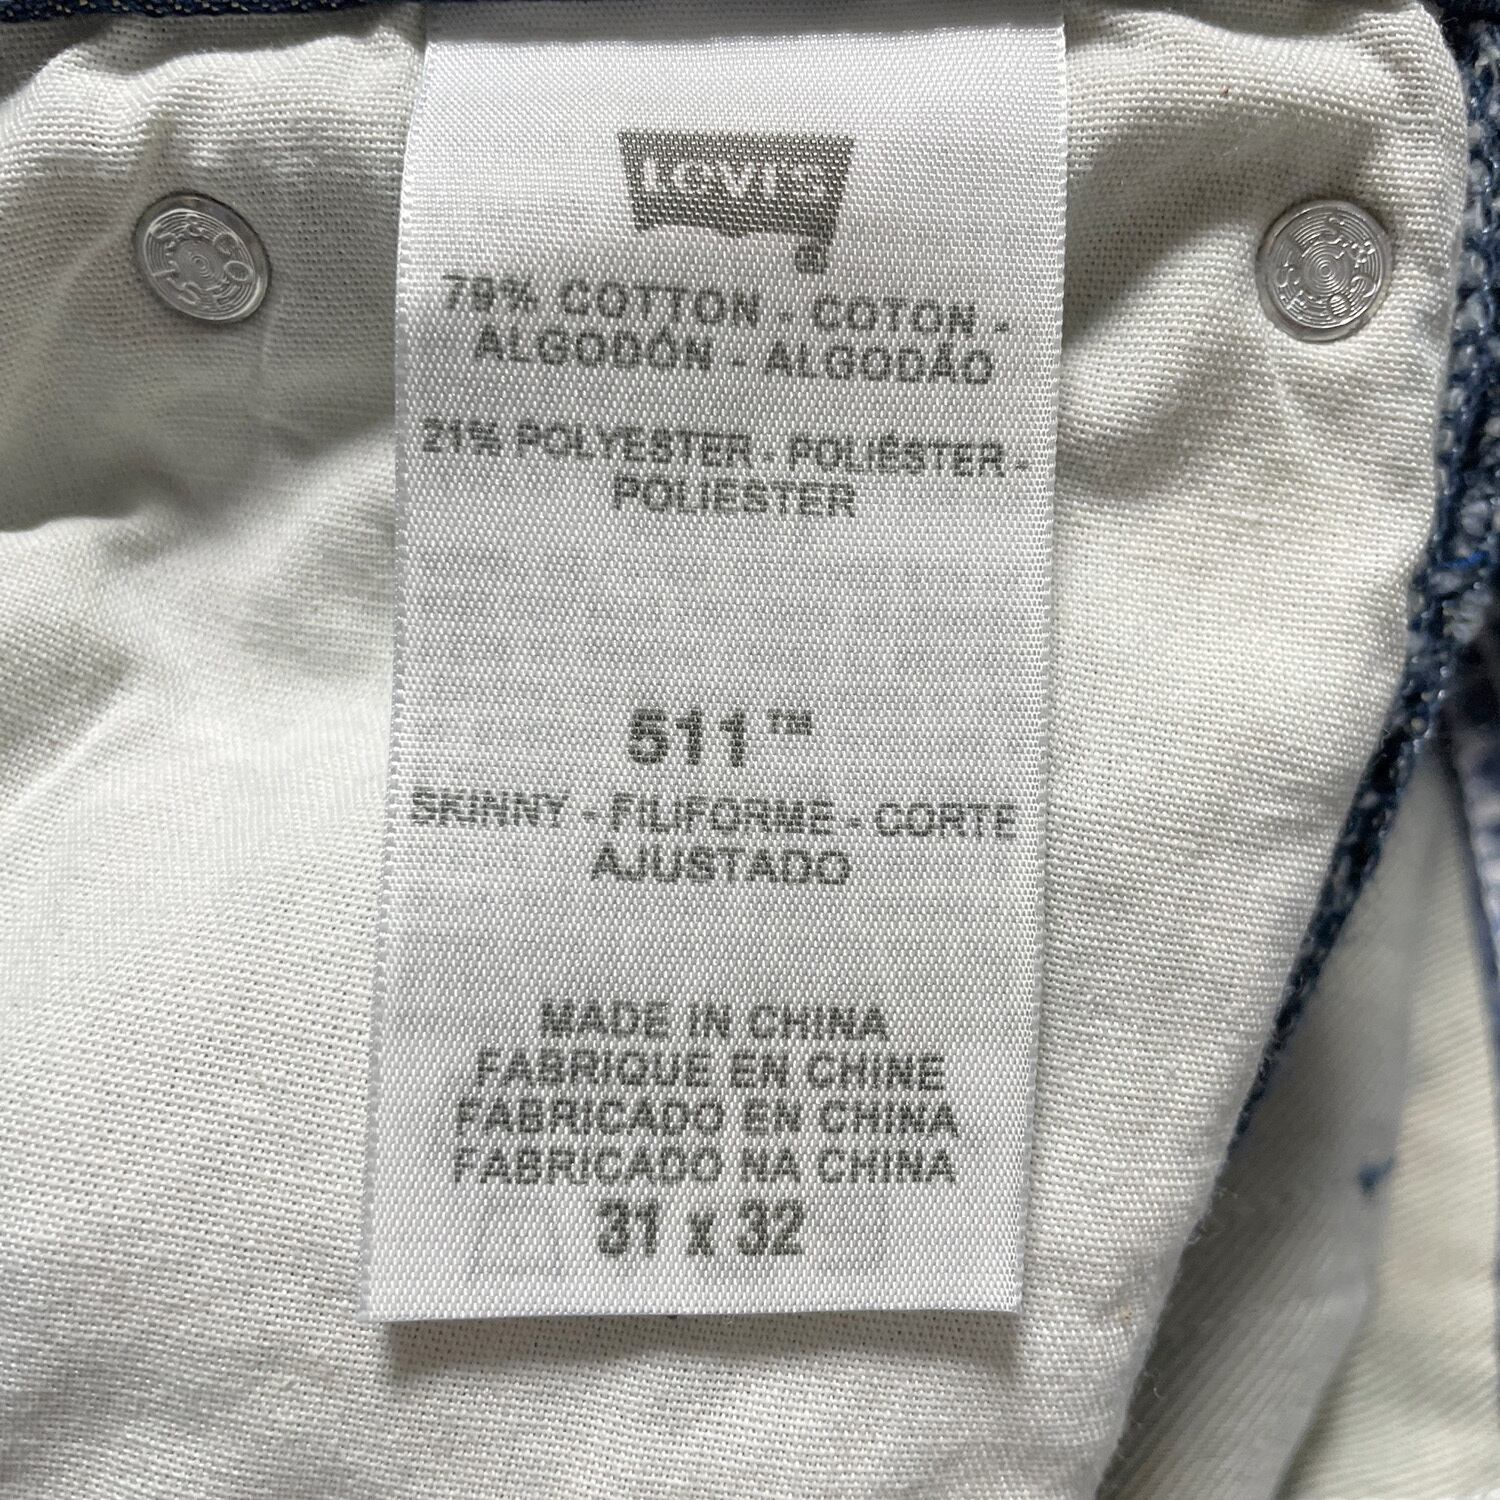 Levi's
®
79% COTTON - COTON -
ALGODÓN - ALGODÃO
21% POLYESTER - POLIÉSTER -
POLIESTER
511™
SKINNY - FILIFORME - CORTE
AJUSTADO
MADE IN CHINA
FABRIQUE EN CHINE
FABRICADO EN CHINA
FABRICADO NA CHINA
31 x 32